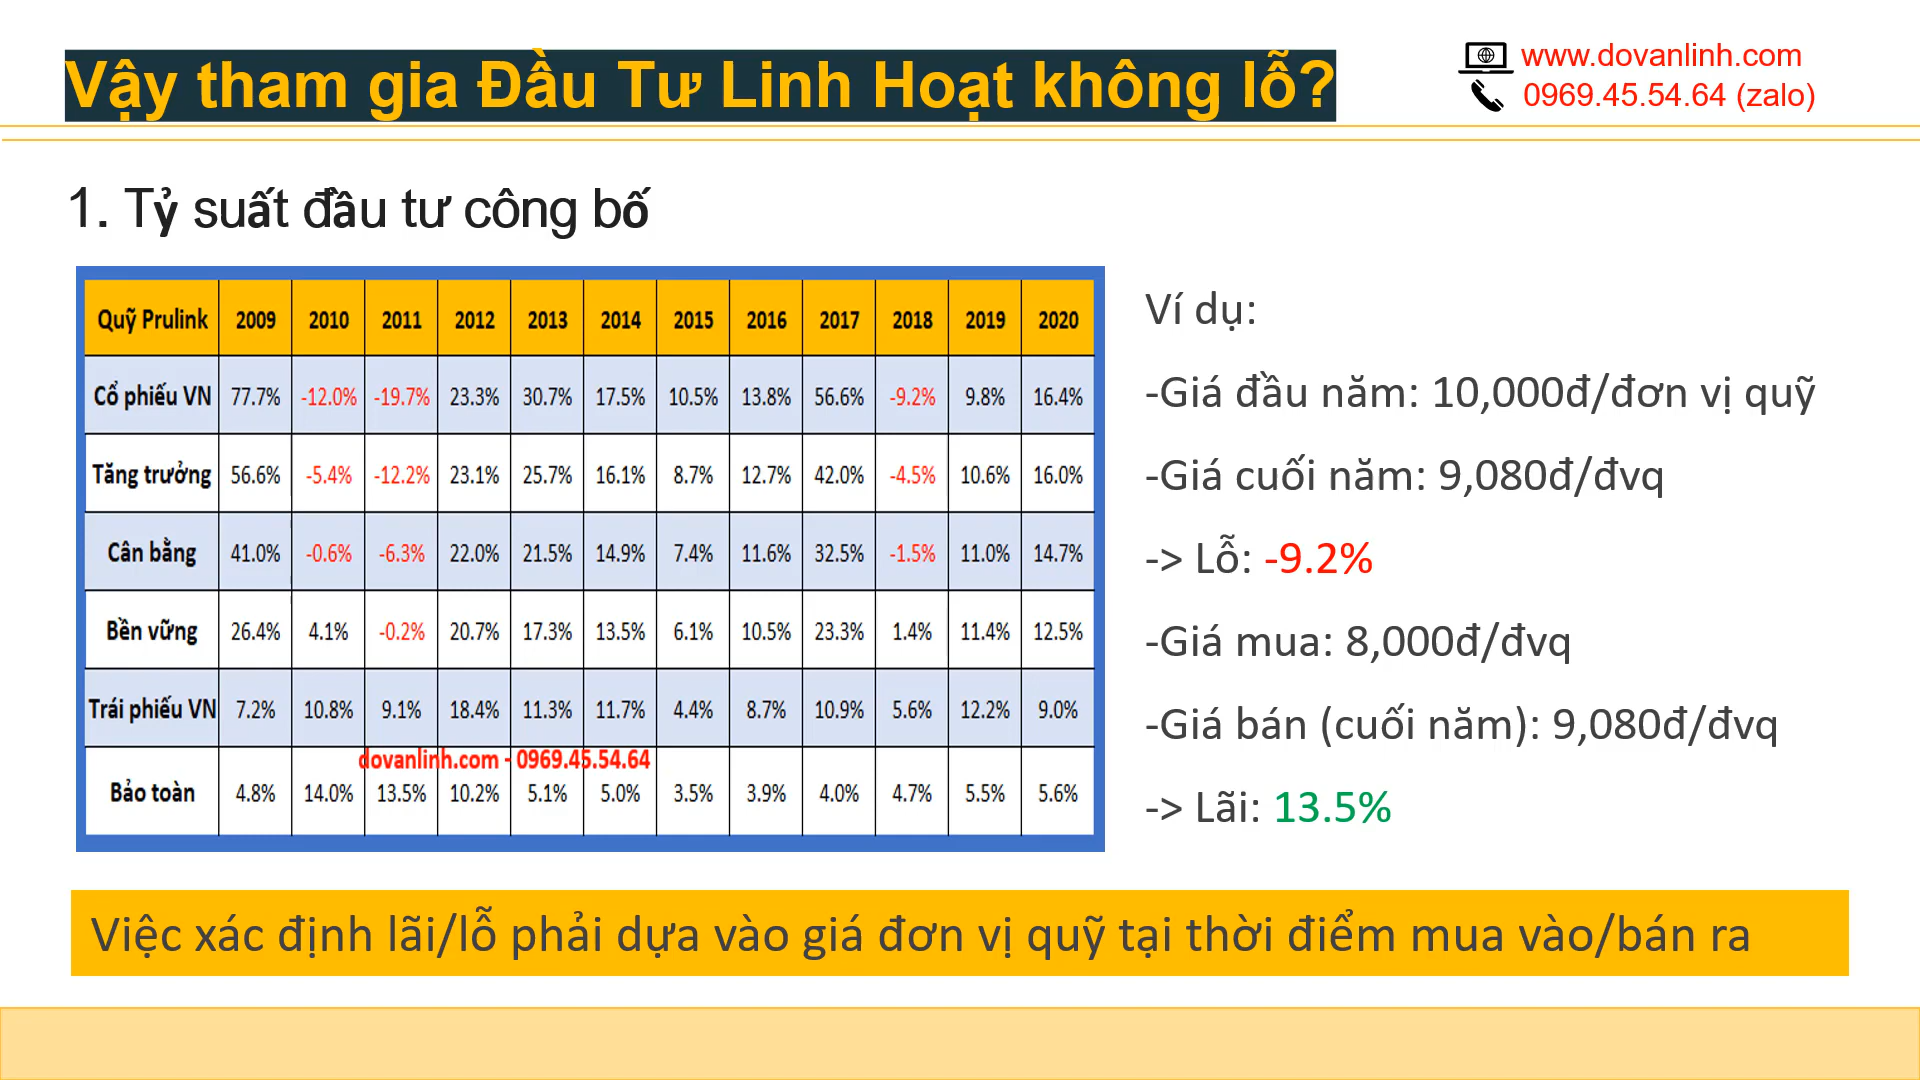 Vậy tham gia Đầu Tư Linh Hoạt không lỗ?
www.dovanlinh.com
0969.45.54.64 (zalo)
1. Tỷ suất đầu tư công bố
Quỹ Prulink 2009 2010 2011 2012 2013 2014 2015 2016 2017 2018 2019 2020
Cổ phiếu VN 77.7% -12.0% -19.7% 23.3% 30.7% 17.5% 10.5% 13.8% 56.6% -9.2% 9.8% 16.4%
Tăng trưởng 56.6% -5.4% -12.2% 23.1% 25.7% 16.1% 8.7% 12.7% 42.0% -4.5% 10.6% 16.0%
Cân bằng 41.0% -0.6% -6.3% 22.0% 21.5% 14.9% 7.4% 11.6% 32.5% -1.5% 11.0% 14.7%
Bền vững 26.4% 4.1% -0.2% 20.7% 17.3% 13.5% 6.1% 10.5% 23.3% 1.4% 11.4% 12.5%
Trái phiếu VN 7.2% 10.8% 9.1% 18.4% 11.3% 11.7% 4.4% 8.7% 10.9% 5.6% 12.2% 9.0%
dovanlinh.com - 0969.45.54.64
Bảo toàn 4.8% 14.0% 13.5% 10.2% 5.1% 5.0% 3.5% 3.9% 4.0% 4.7% 5.5% 5.6%
Ví dụ:
-Giá đầu năm: 10,000đ/đơn vị quỹ
-Giá cuối năm: 9,080đ/đvq
-> Lỗ: -9.2%
-Giá mua: 8,000đ/đvq
-Giá bán (cuối năm): 9,080đ/đvq
-> Lãi: 13.5%
Việc xác định lãi/lỗ phải dựa vào giá đơn vị quỹ tại thời điểm mua vào/bán ra